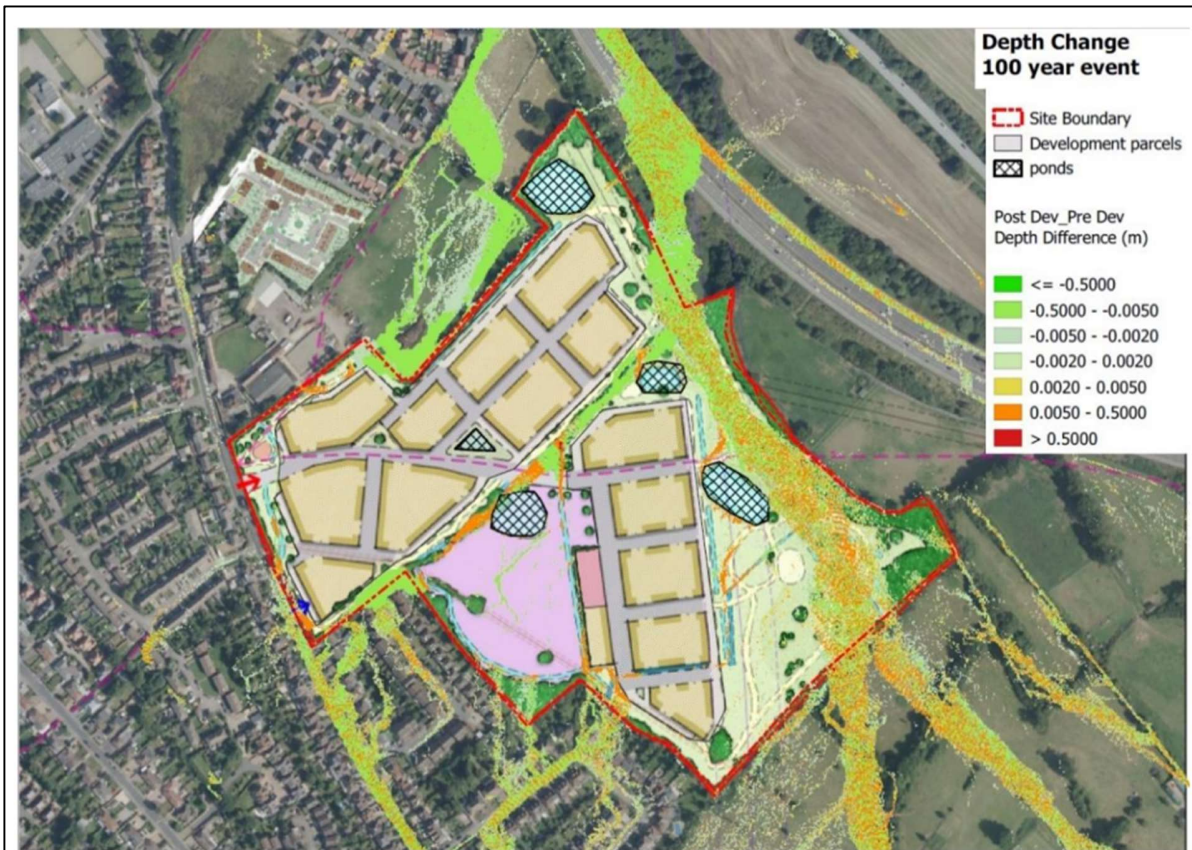 Depth Change
100 year event
Site Boundary
Development parcels
ponds
Post Dev_Pre Dev
Depth Difference (m)
<= -0.5000
-0.5000 - -0.0050
-0.0050 - -0.0020
-0.0020 - 0.0020
0.0020 - 0.0050
0.0050 - 0.5000
> 0.5000